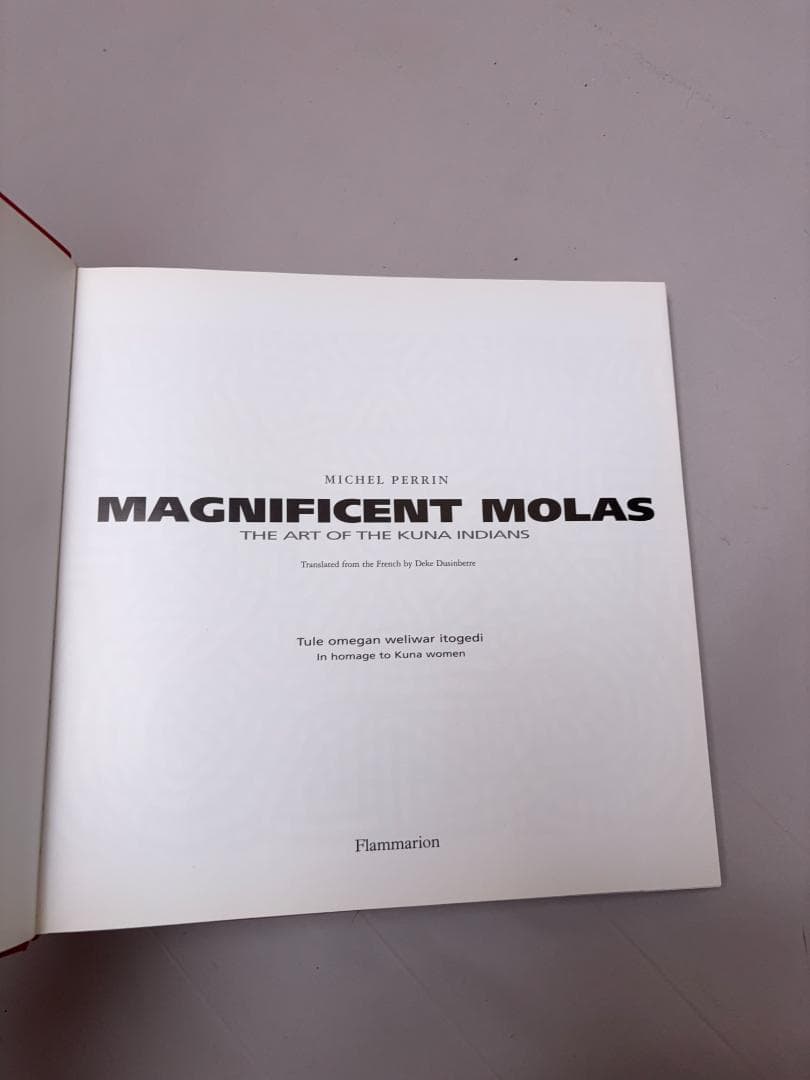 MICHEL PERRIN
MAGNIFICENT MOLAS
THE ART OF THE KUNA INDIANS
Translated from the French by Deke Dusinberre
Tule omegan weliwar itogedi
In homage to Kuna women
Flammarion